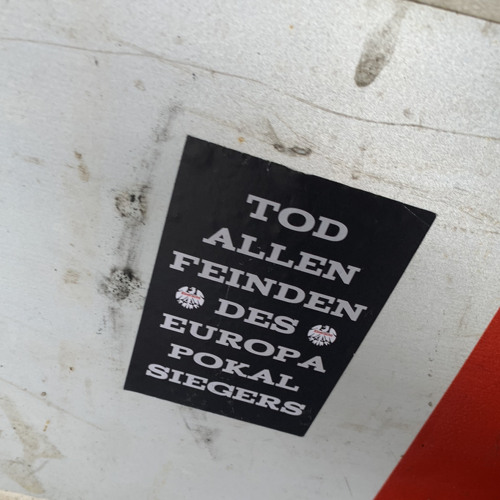 TOD
ALLEN
FEINDEN
DES
EUROPA
POKAL
SIEGERS